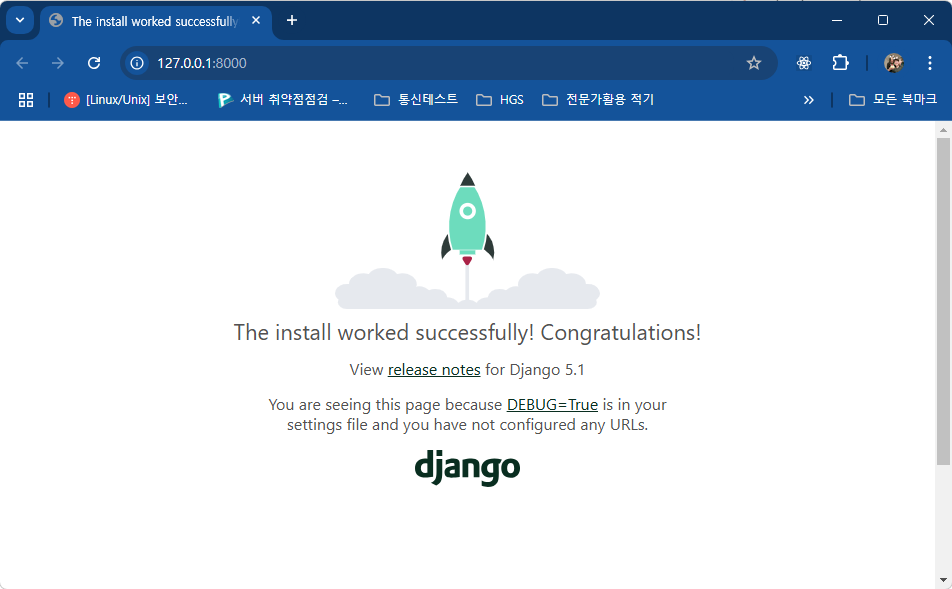 The install worked successfully
127.0.0.1:8000
[Linux/Unix] 보안... 서버 취약점점검 –... 통신테스트 HGS 전문가활용 적기 » 모든 북마크
The install worked successfully! Congratulations!
View release notes for Django 5.1
You are seeing this page because DEBUG=True is in your
settings file and you have not configured any URLs.
django